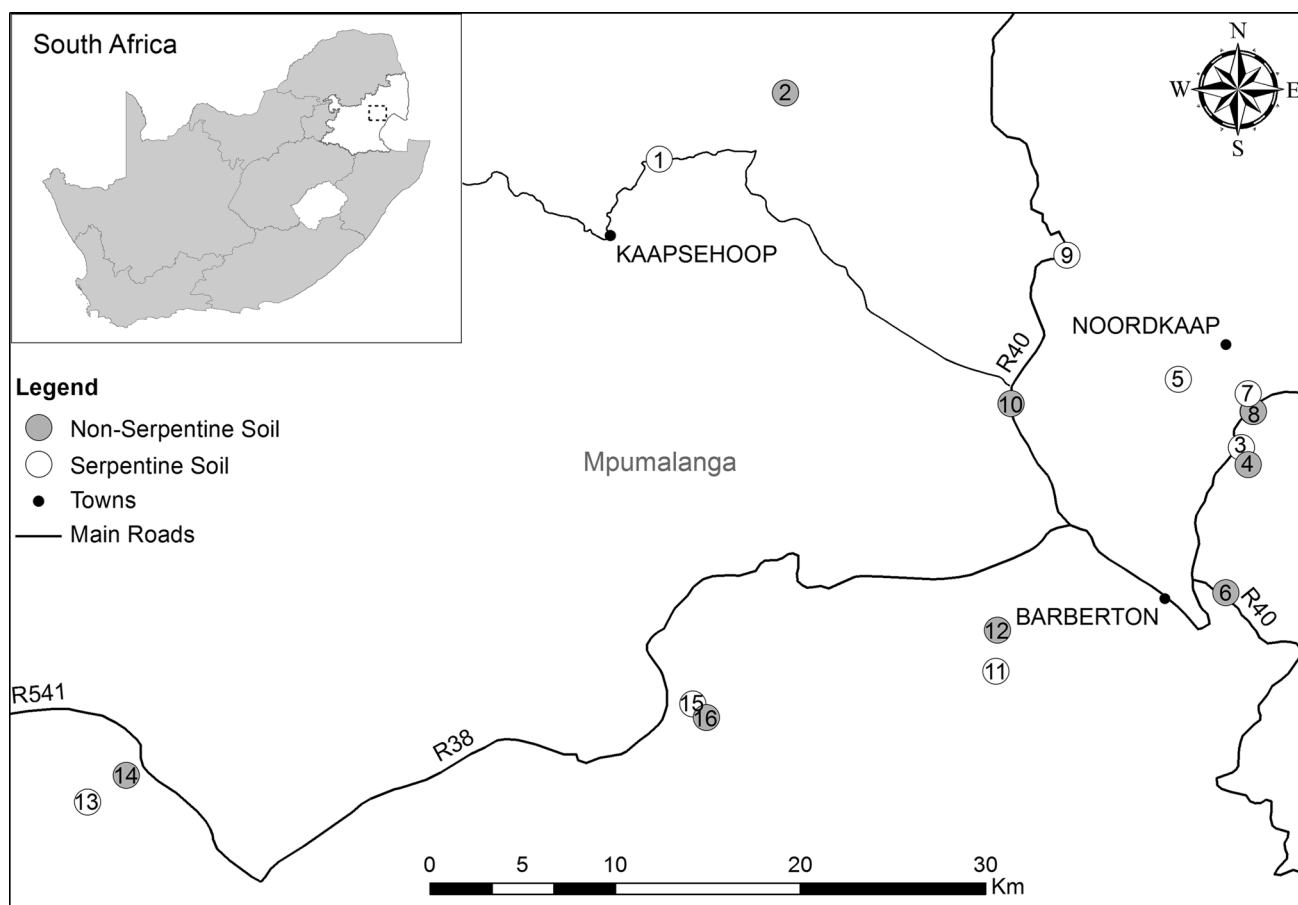 South Africa
N
W E
S
2
1
KAAPSEHOOP
9
NOORDKAAP
R40
5
7
8
10
3
4
Legend
Non-Serpentine Soil
Serpentine Soil
Towns
Main Roads
Mpumalanga
6
R40
BARBERTON
12
11
R541
15
16
R38
14
13
0 5 10 20 30
Km